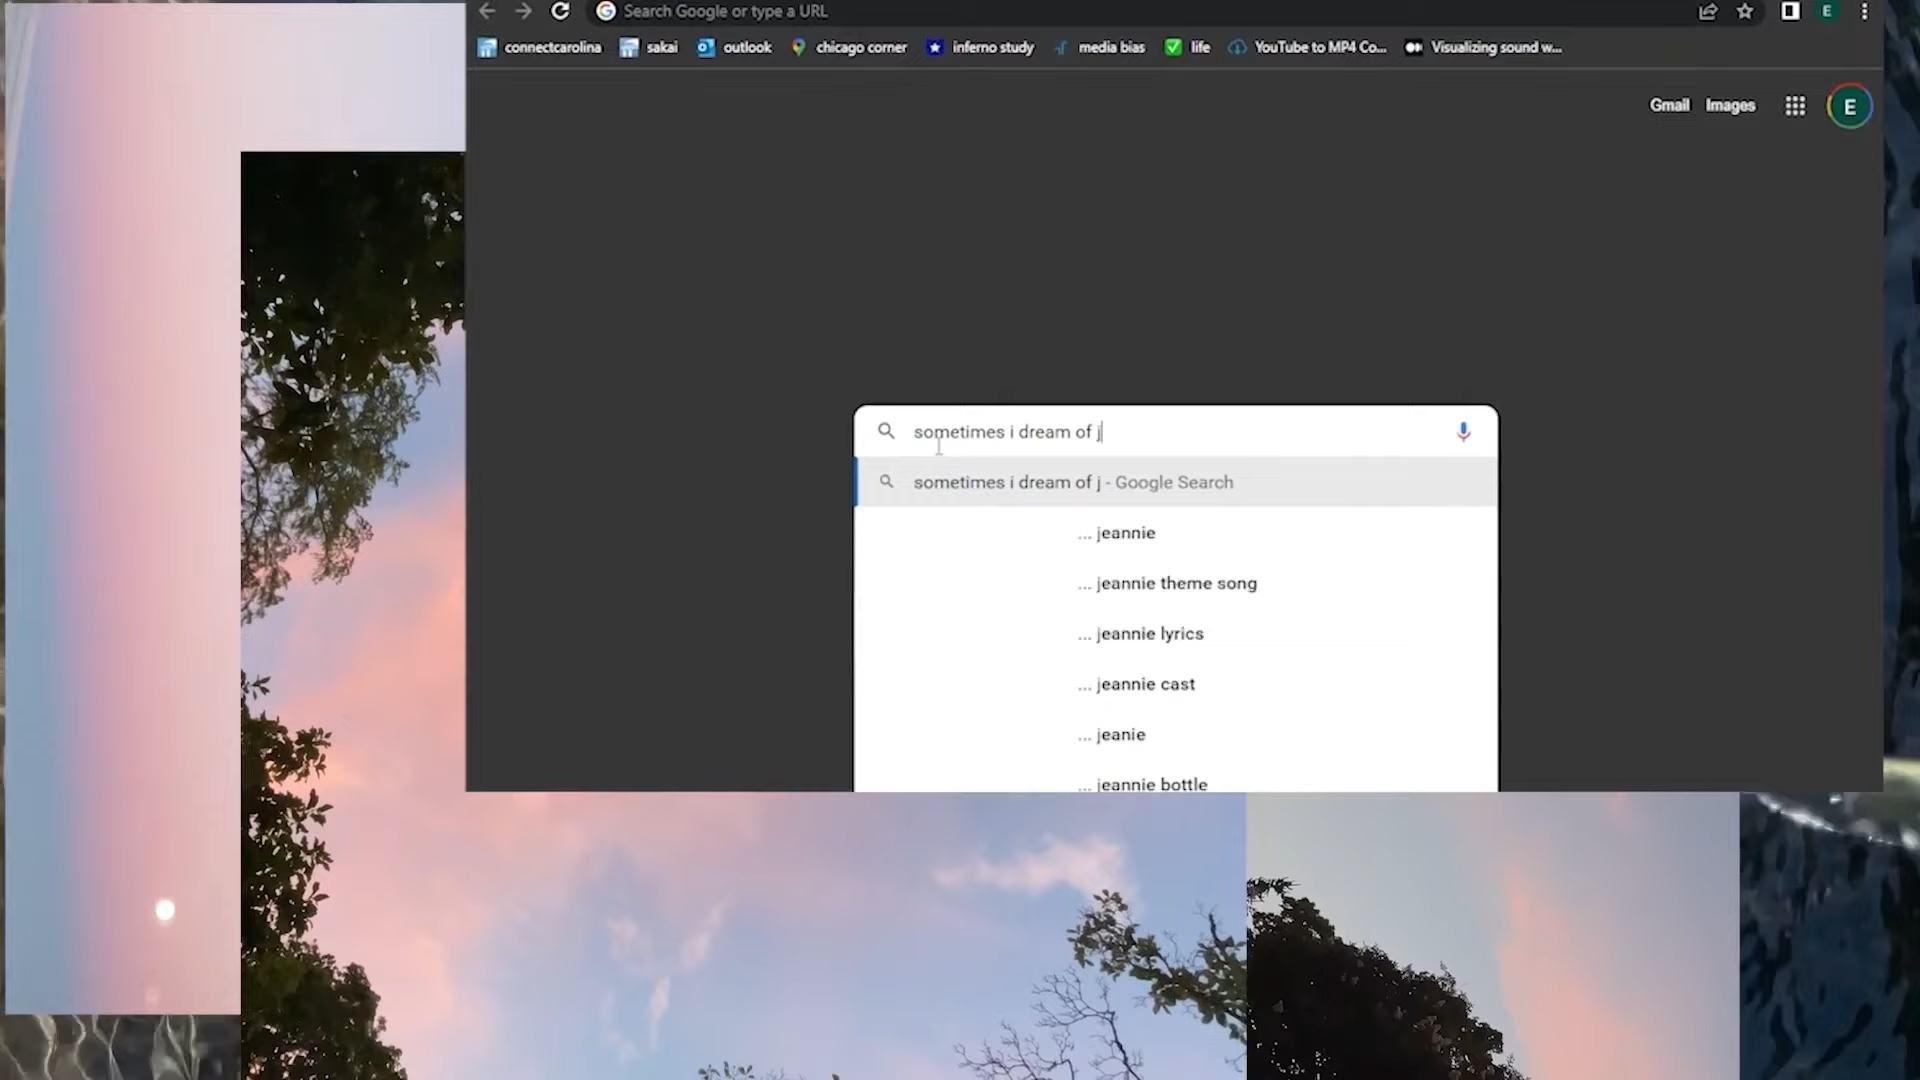 Search Google or type a URL
E
connectcarolina sakai outlook chicago corner inferno study media bias life YouTube to MP4 Co... Visualizing sound w...
Gmail Images E
sometimes i dream of j
sometimes i dream of j - Google Search
... jeannie
... jeannie theme song
... jeannie lyrics
... jeannie cast
... jeanie
... jeannie bottle